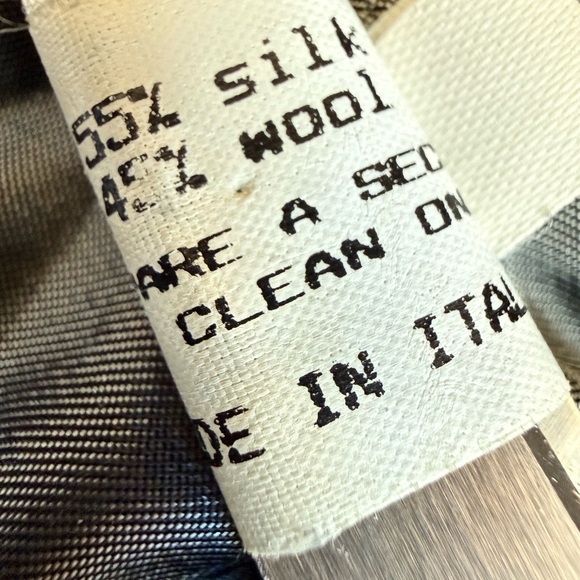 55% silk
45% WOOL
ARE A SEC
CLEAN ON
DE IN ITAL